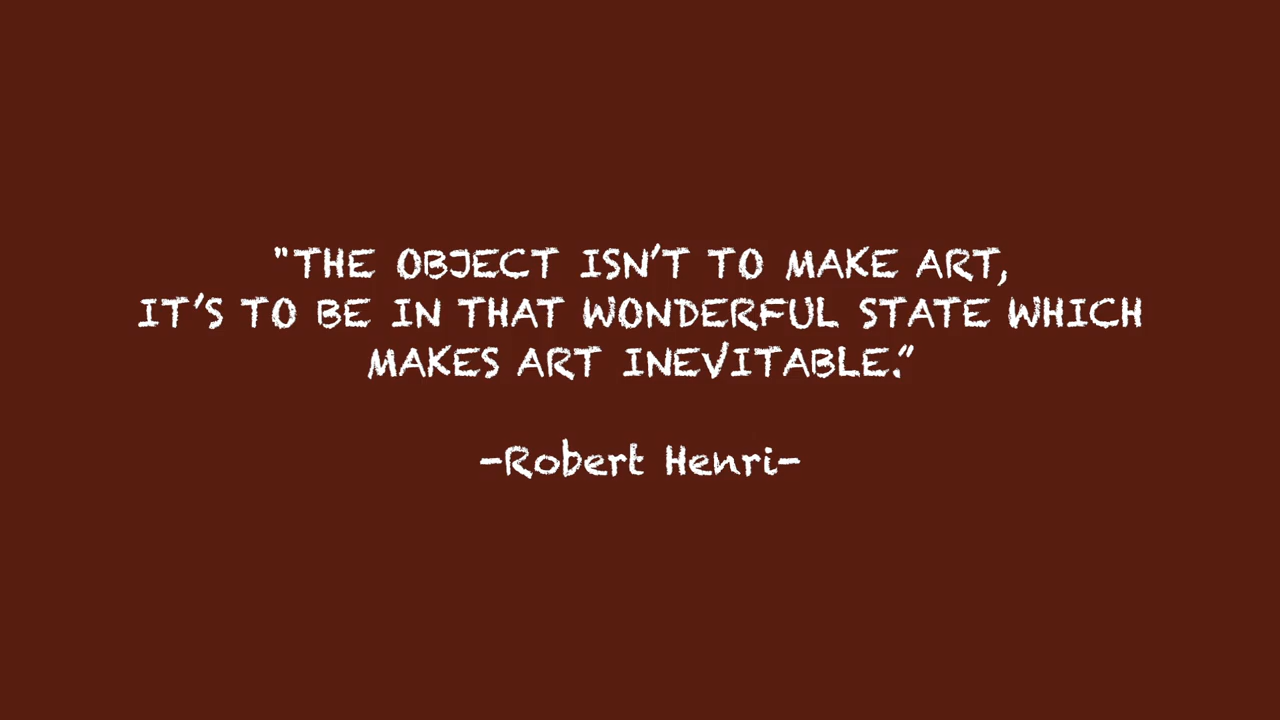 "THE OBJECT ISN'T TO MAKE ART,
IT'S TO BE IN THAT WONDERFUL STATE WHICH
MAKES ART INEVITABLE."
-Robert Henri-